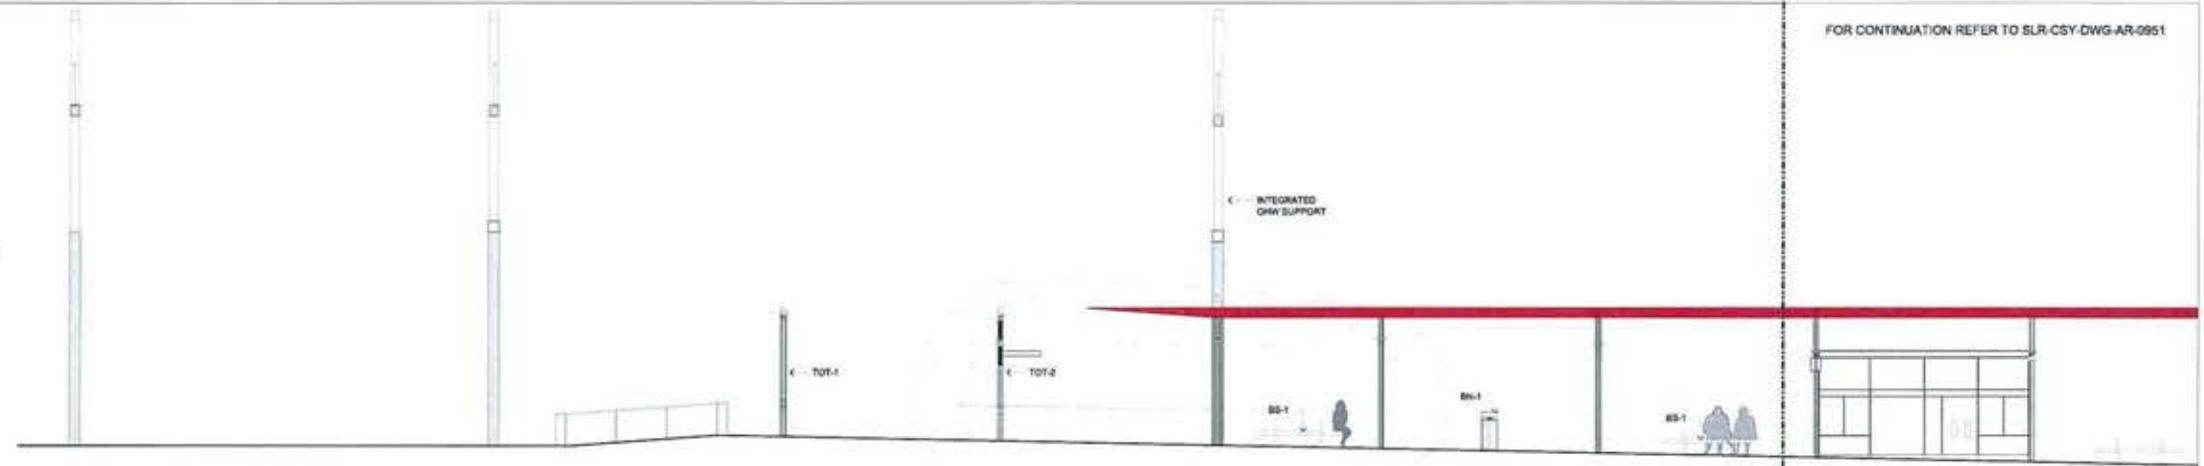 FOR CONTINUATION REFER TO SLR-CSY-DWG-AR-0951
INTEGRATED
OHW SUPPORT
TOT-1
TOT-2
BS-1
BN-1
BS-1